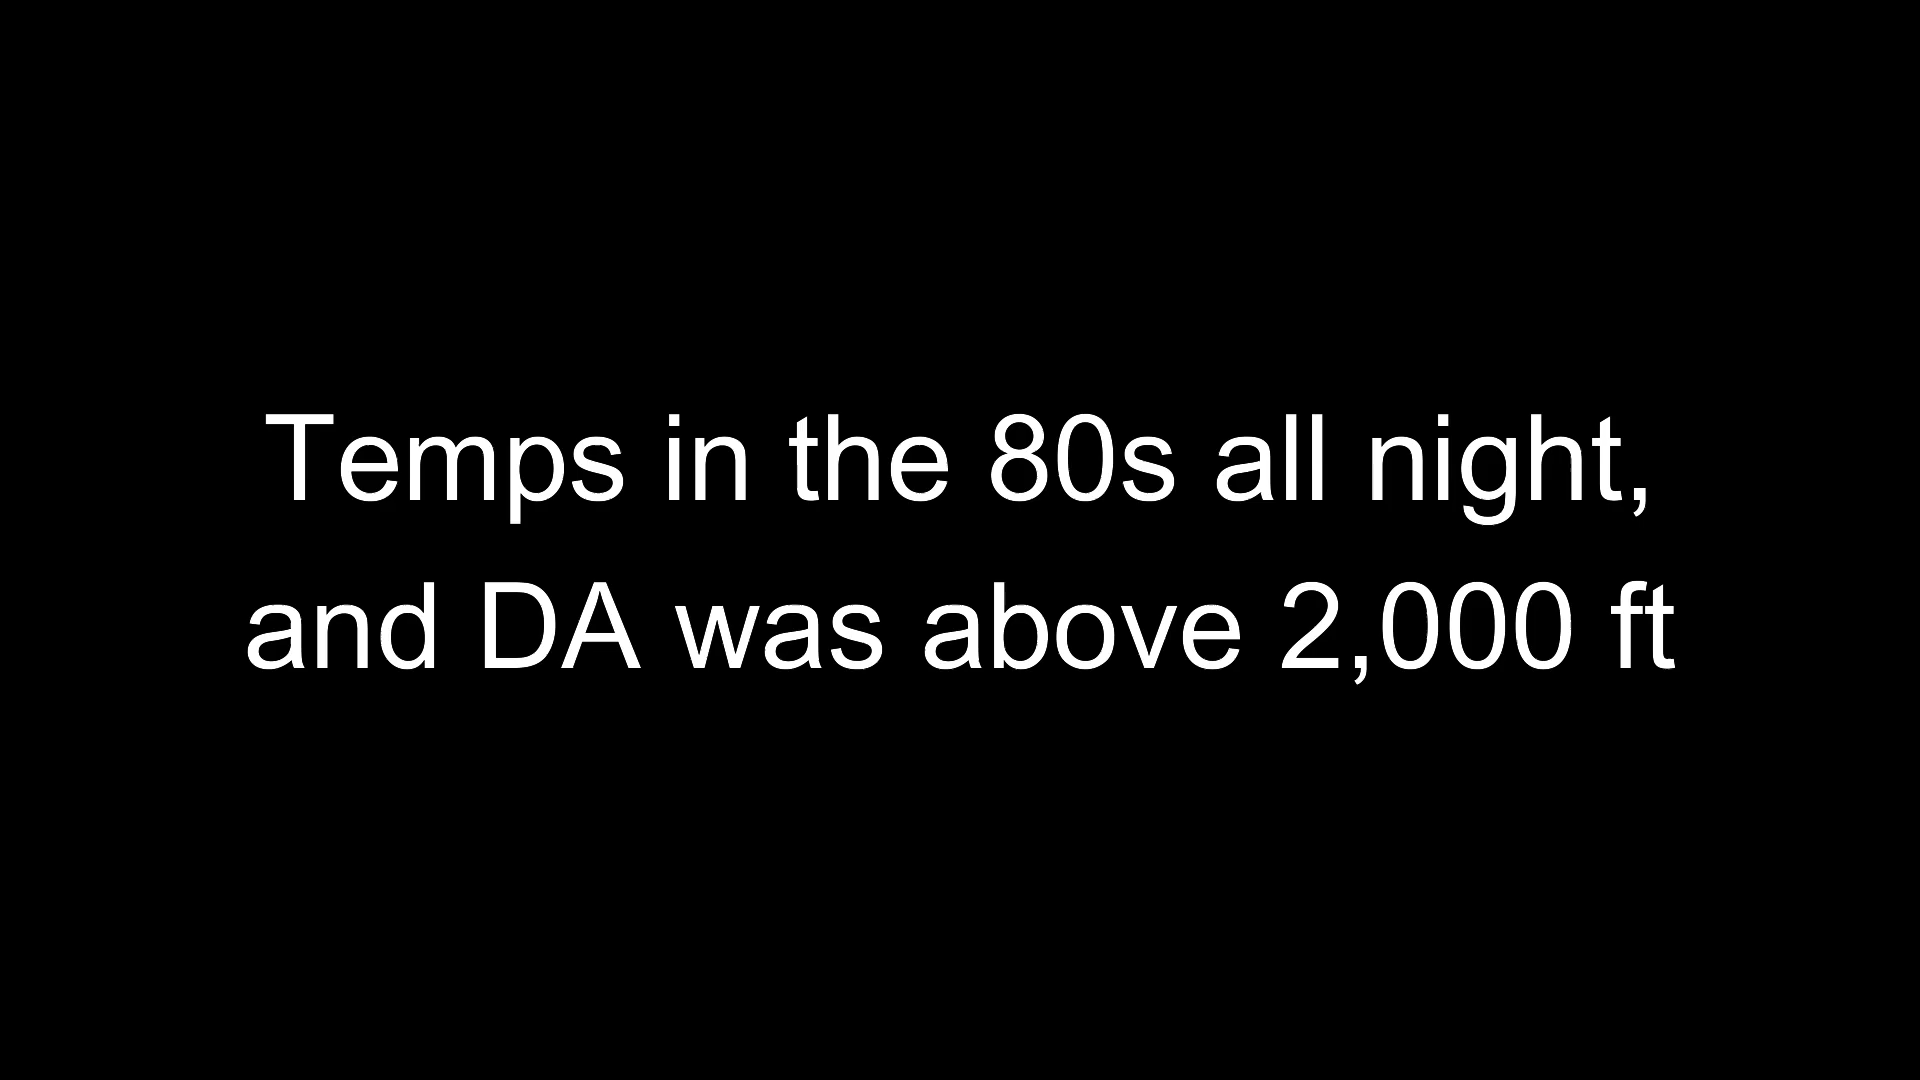 Temps in the 80s all night,
and DA was above 2,000 ft